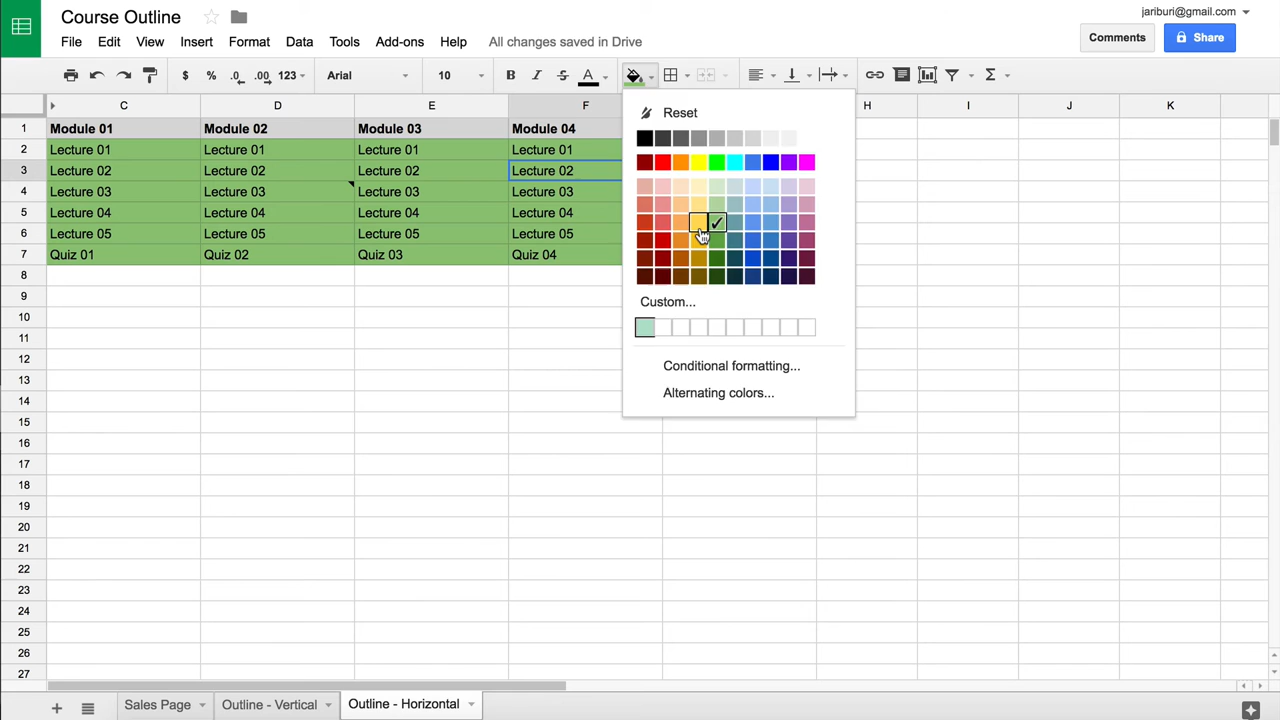 Course Outline
jariburi@gmail.com
File Edit View Insert Format Data Tools Add-ons Help All changes saved in Drive
Comments Share
$ % .0 .00 123 Arial 10 B I S A
C D E F H I J K
1 Module 01 Module 02 Module 03 Module 04
2 Lecture 01 Lecture 01 Lecture 01 Lecture 01
3 Lecture 02 Lecture 02 Lecture 02 Lecture 02
4 Lecture 03 Lecture 03 Lecture 03 Lecture 03
5 Lecture 04 Lecture 04 Lecture 04 Lecture 04
6 Lecture 05 Lecture 05 Lecture 05 Lecture 05
7 Quiz 01 Quiz 02 Quiz 03 Quiz 04
8
9
10
11
12
13
14
15
16
17
18
19
20
21
22
23
24
25
26
27
Reset
Custom...
Conditional formatting...
Alternating colors...
Sales Page Outline - Vertical Outline - Horizontal